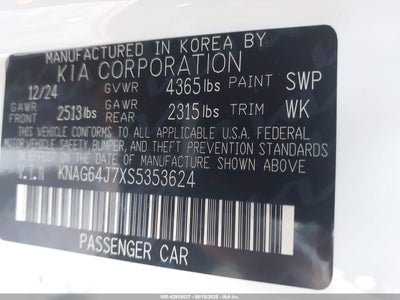 MANUFACTURED IN KOREA BY
KIA CORPORATION
12/24 GVWR 4365 lbs PAINT SWP
GAWR FRONT 2513 lbs GAWR REAR 2315 lbs TRIM WK
THIS VEHICLE CONFORMS TO ALL APPLICABLE U.S.A. FEDERAL
MOTOR VEHICLE SAFETY, BUMPER, AND THEFT PREVENTION STANDARDS
IN EFFECT ON THE DATE OF MANUFACTURE SHOWN ABOVE.
V.I.N KNAG64J7XS5353624
PASSENGER CAR